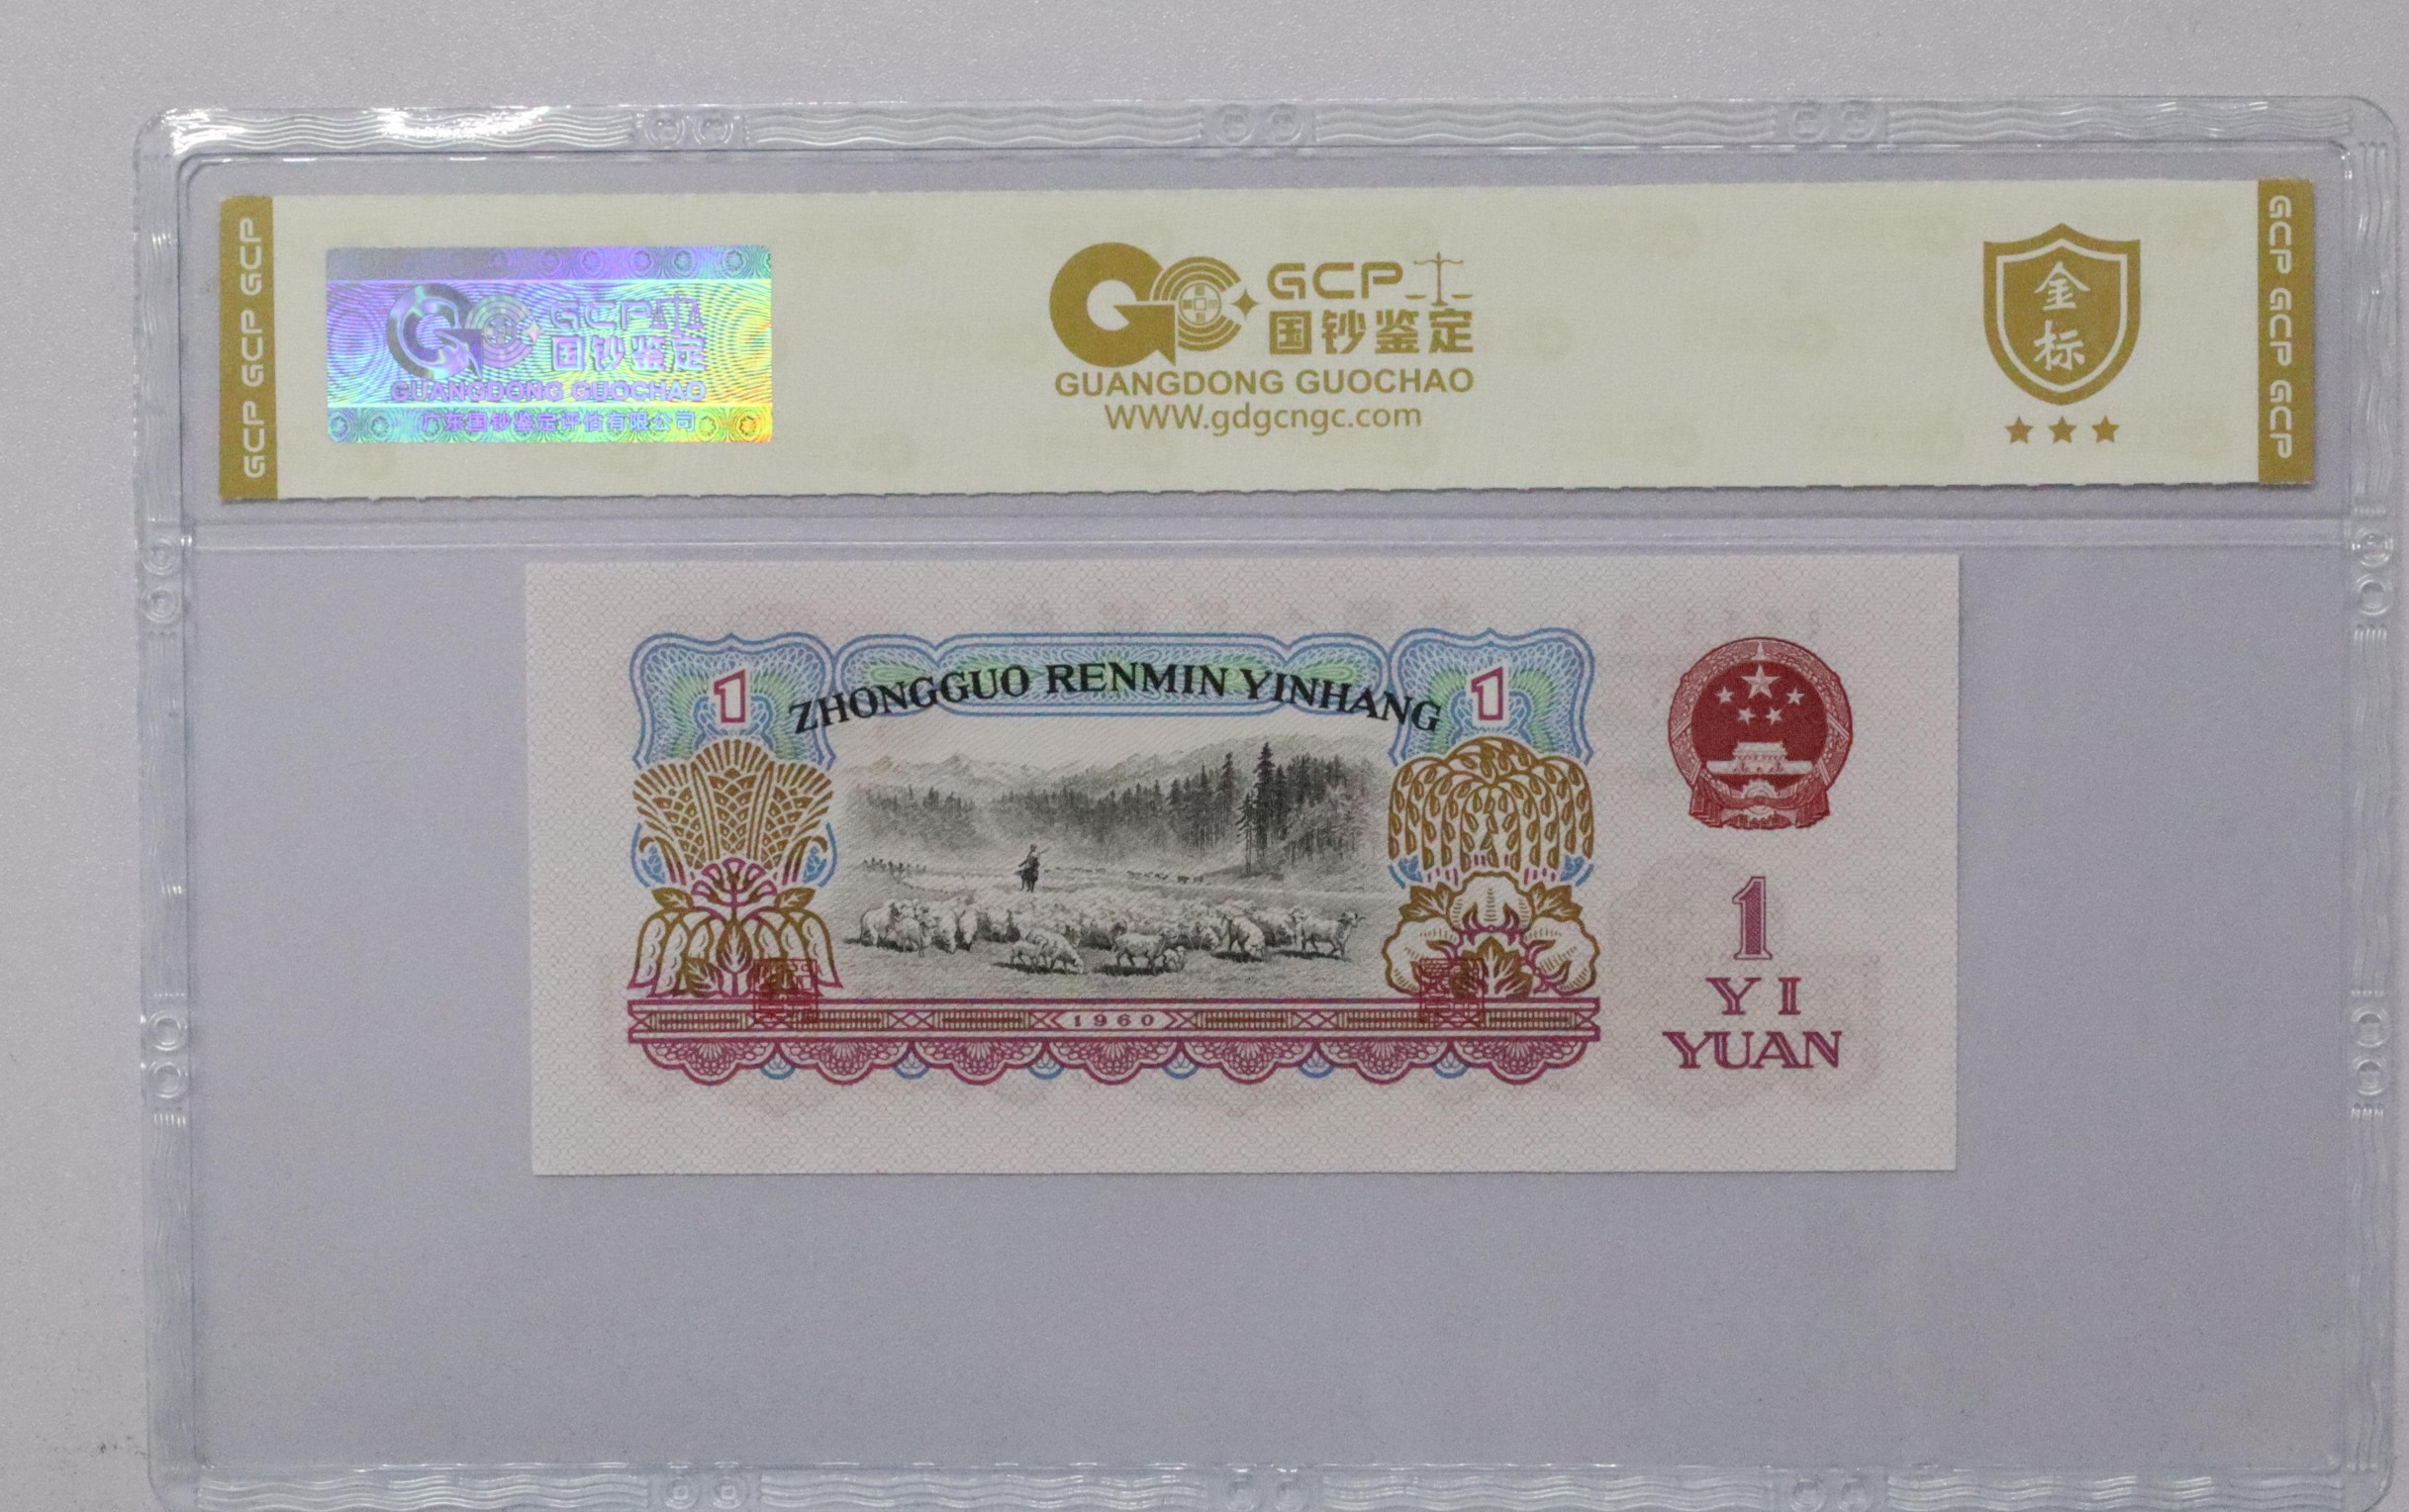 GCP GCP GCP
GCP
国钞鉴定
GUANGDONG GUOCHAO
广东国钞鉴定评估有限公司
GCP
国钞鉴定
GUANGDONG GUOCHAO
WWW.gdgcngc.com
金
标
GCP GCP GCP
1
ZHONGGUO RENMIN YINHANG
1
1960
1
YI
YUAN